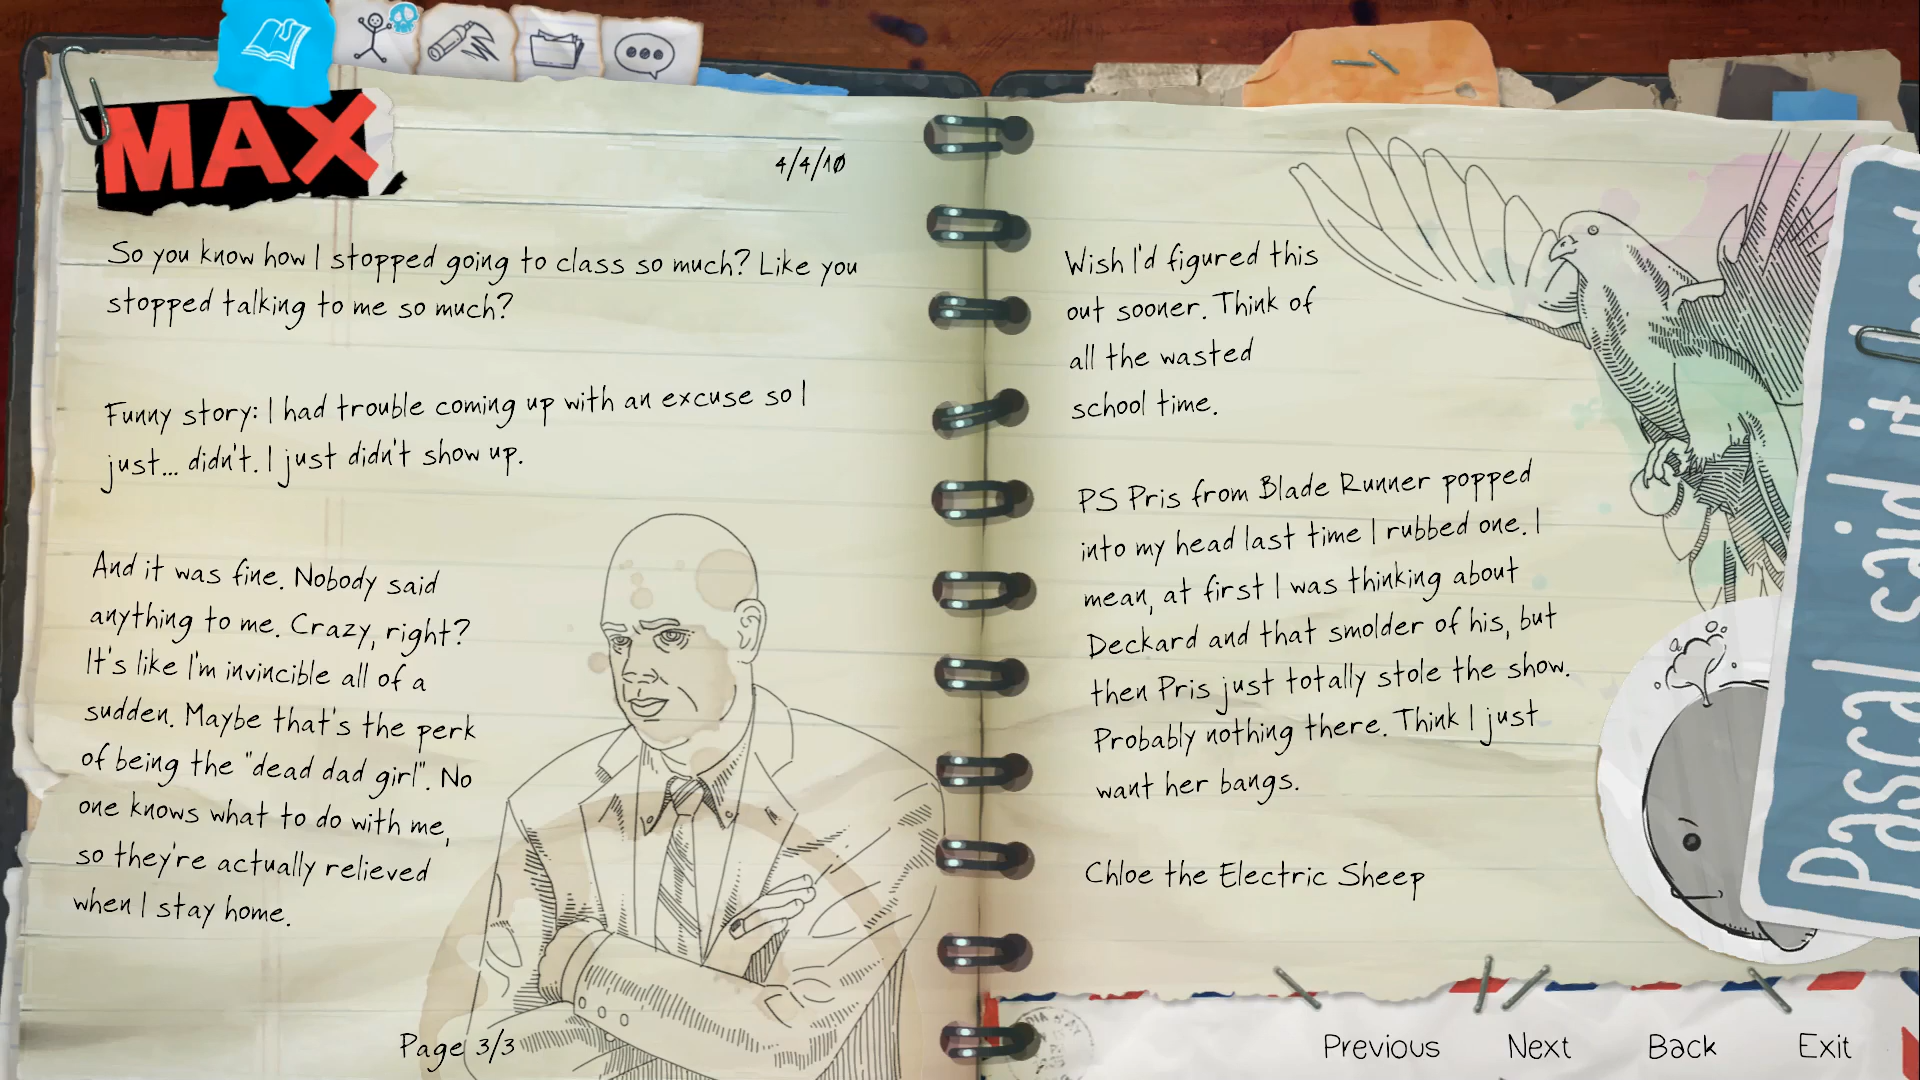 MAX
4/4/10
So you know how I stopped going to class so much? Like you
stopped talking to me so much?
Funny story: I had trouble coming up with an excuse so I
just... didn't. I just didn't show up.
And it was fine. Nobody said
anything to me. Crazy, right?
It's like I'm invincible all of a
sudden. Maybe that's the perk
of being the "dead dad girl". No
one knows what to do with me,
so they're actually relieved
when I stay home.
Page 3/3
Wish I'd figured this
out sooner. Think of
all the wasted
school time.
PS Pris from Blade Runner popped
into my head last time I rubbed one. I
mean, at first I was thinking about
Deckard and that smolder of his, but
then Pris just totally stole the show.
Probably nothing there. Think I just
want her bangs.
Chloe the Electric Sheep
Pascal said it
Previous
Next
Back
Exit